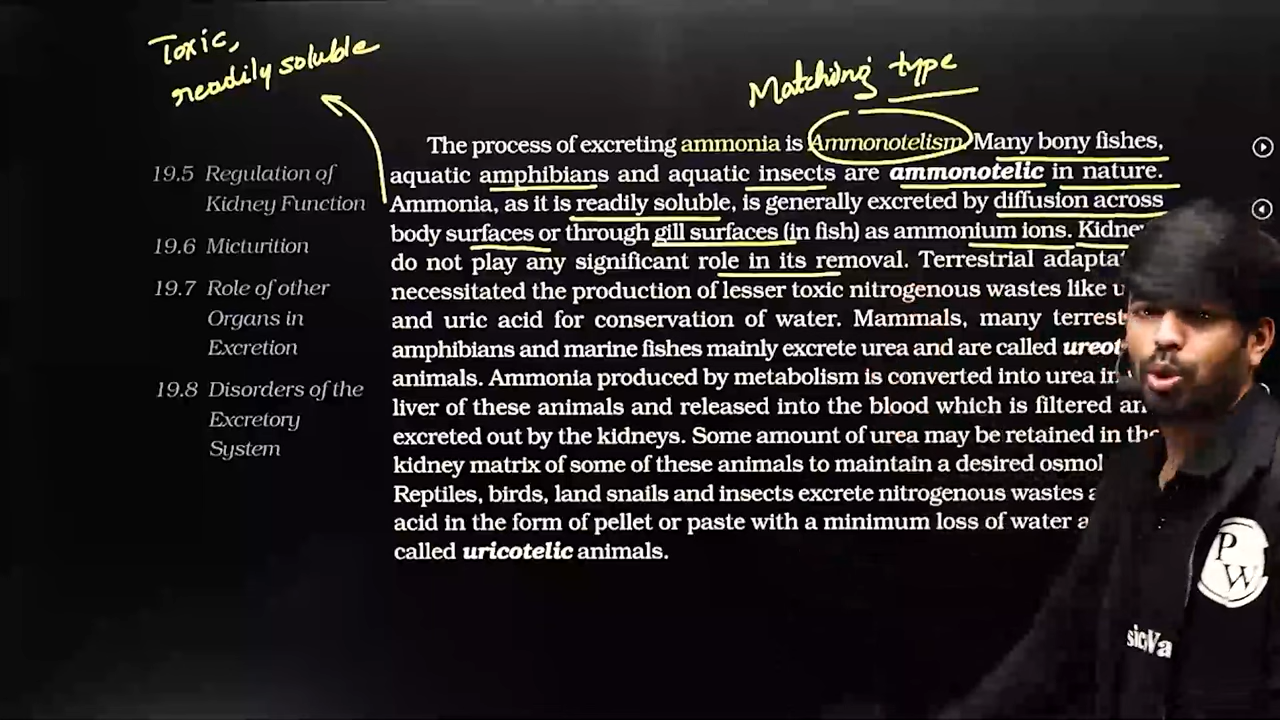 Toxic,
readily soluble
Matching type
The process of excreting ammonia is Ammonotelism. Many bony fishes,
aquatic amphibians and aquatic insects are ammonotelic in nature.
Ammonia, as it is readily soluble, is generally excreted by diffusion across
body surfaces or through gill surfaces (in fish) as ammonium ions.
do not play any significant role in its removal. Terrestrial
necessitated the production of lesser toxic nitrogenous wastes like
and uric acid for conservation of water. Mammals, many
amphibians and marine fishes mainly excrete urea and are called
animals. Ammonia produced by metabolism is converted into urea in
liver of these animals and released into the blood which is filtered
excreted out by the kidneys. Some amount of urea may be retained in the
kidney matrix of some of these animals to maintain a desired
Reptiles, birds, land snails and insects excrete nitrogenous wastes
acid in the form of pellet or paste with a minimum loss of water
called uricotelic animals.
19.5 Regulation of
Kidney Function
19.6 Micturition
19.7 Role of other
Organs in
Excretion
19.8 Disorders of the
Excretory
System
P
W